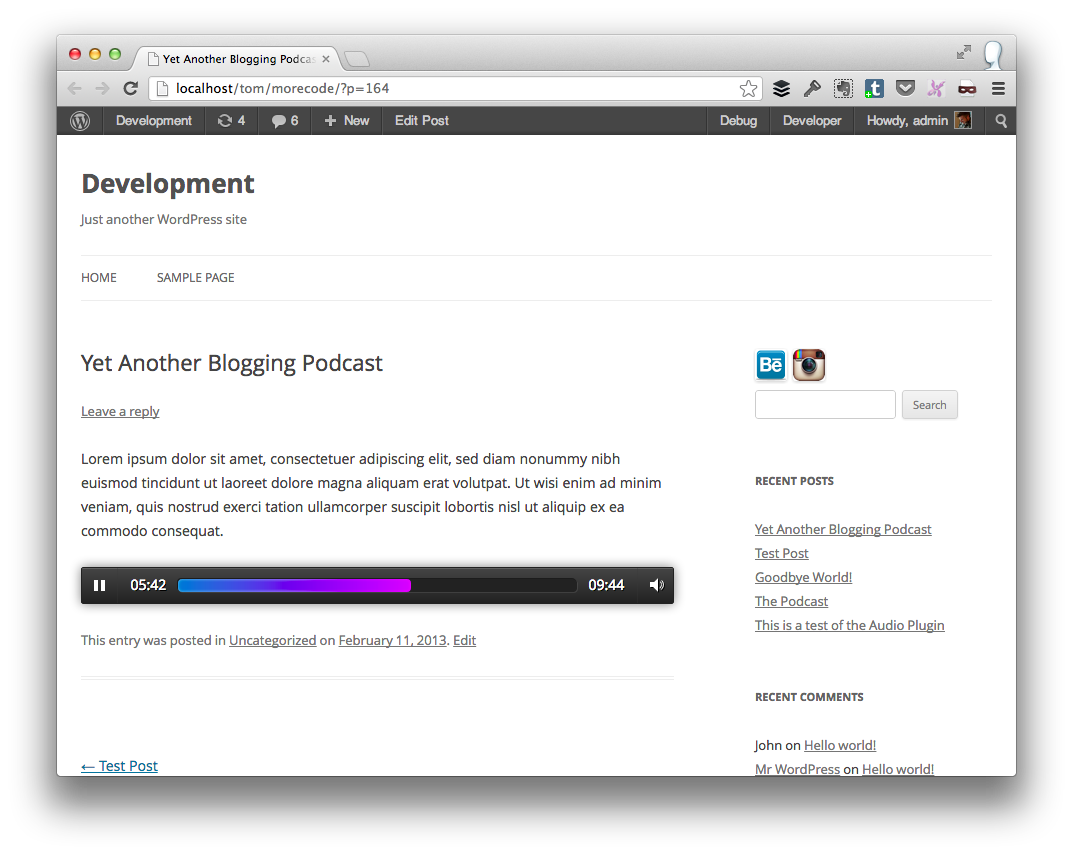 Yet Another Blogging Podcas
localhost/tom/morecode/?p=164
Development 4 6 New Edit Post Debug Developer Howdy, admin
Development
Just another WordPress site
HOME SAMPLE PAGE
Yet Another Blogging Podcast
Leave a reply
Lorem ipsum dolor sit amet, consectetuer adipiscing elit, sed diam nonummy nibh
euismod tincidunt ut laoreet dolore magna aliquam erat volutpat. Ut wisi enim ad minim
veniam, quis nostrud exerci tation ullamcorper suscipit lobortis nisl ut aliquip ex ea
commodo consequat.
05:42 09:44
This entry was posted in Uncategorized on February 11, 2013. Edit
← Test Post
Bē
Search
RECENT POSTS
Yet Another Blogging Podcast
Test Post
Goodbye World!
The Podcast
This is a test of the Audio Plugin
RECENT COMMENTS
John on Hello world!
Mr WordPress on Hello world!